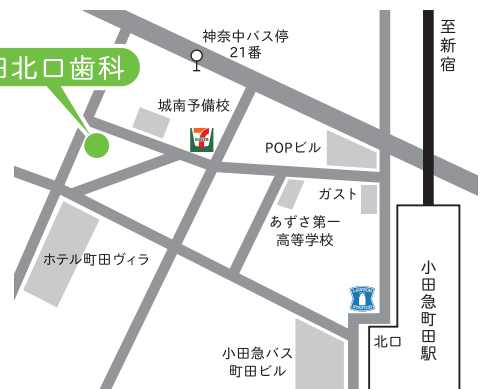 神奈中バス停
21番
至新宿
田北口歯科
城南予備校
POPビル
ガスト
あずさ第一
高等学校
ホテル町田ヴィラ
小田急町田駅
LAWSON
北口
小田急バス
町田ビル